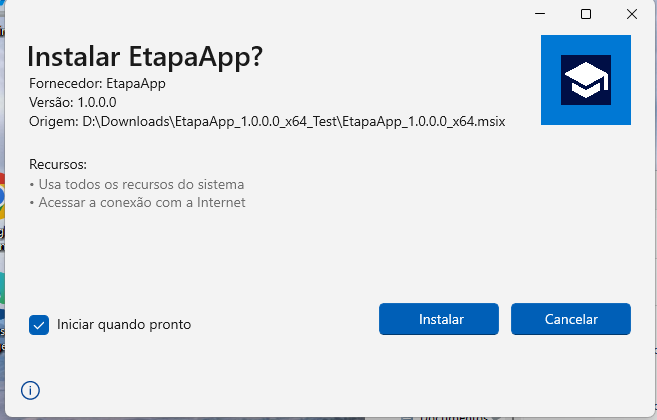 Instalar EtapaApp?
Fornecedor: EtapaApp
Versão: 1.0.0.0
Origem: D:\Downloads\EtapaApp_1.0.0.0_x64_Test\EtapaApp_1.0.0.0_x64.msix
Recursos:
• Usa todos os recursos do sistema
• Acessar a conexão com a Internet
Iniciar quando pronto
Instalar
Cancelar